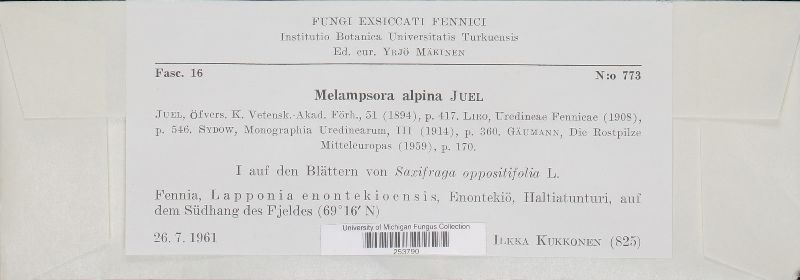 FUNGI EXSICCATI FENNICI
Institutio Botanica Universitatis Turkuensis
Ed. cur. YRJÖ MÄKINEN
Fasc. 16 N:o 773
Melampsora alpina JUEL
JUEL, Öfvers. K. Vetensk.-Akad. Förh., 51 (1894), p. 417. LIRO, Uredineae Fennicae (1908),
p. 546. SYDOW, Monographia Uredinearum, III (1914), p. 360. GÄUMANN, Die Rostpilze
Mitteleuropas (1959), p. 170.
I auf den Blättern von Saxifraga oppositifolia L.
Fennia, Lapponia enontekioensis, Enontekiö, Haltiatunturi, auf
dem Südhang des Fjeldes (69°16′ N)
26. 7. 1961 ILKKA KUKKONEN (825)
University of Michigan Fungus Collection
253790